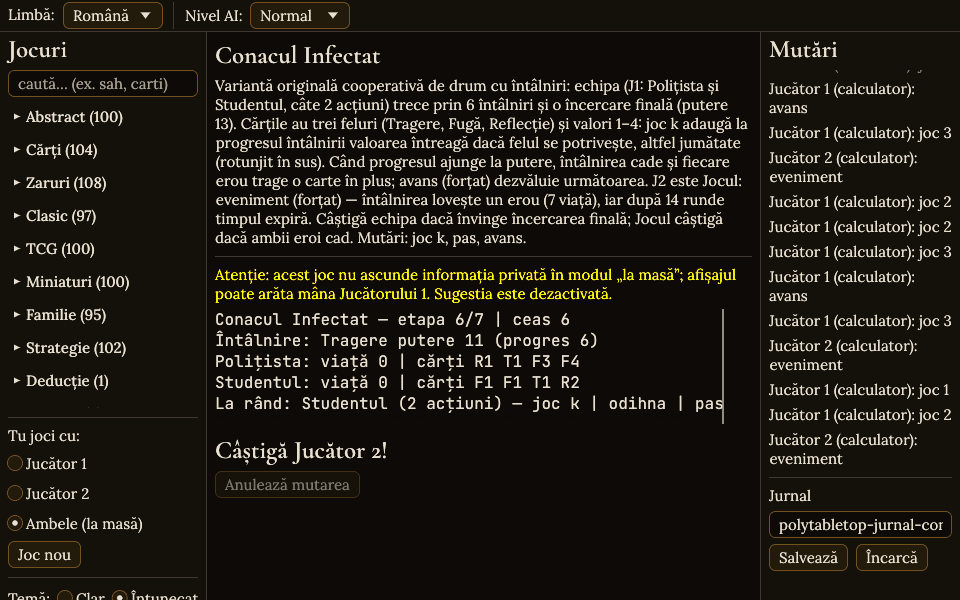 Limbă: Română ▼ Nivel AI: Normal ▼
Jocuri
caută... (ex. sah, carti)
▸ Abstract (100)
▸ Cărți (104)
▸ Zaruri (108)
▸ Clasic (97)
▸ TCG (100)
▸ Miniaturi (100)
▸ Familie (95)
▸ Strategie (102)
▸ Deducție (1)
Tu joci cu:
Jucător 1
Jucător 2
Ambele (la masă)
Joc nou
Temă: Clar Întunecat
Conacul Infectat
Variantă originală cooperativă de drum cu întâlniri: echipa (J1: Polițista și
Studentul, câte 2 acțiuni) trece prin 6 întâlniri și o încercare finală (putere
13). Cărțile au trei feluri (Tragere, Fugă, Reflecție) și valori 1–4: joc k adaugă la
progresul întâlnirii valoarea întreagă dacă felul se potrivește, altfel jumătate
(rotunjit în sus). Când progresul ajunge la putere, întâlnirea cade și fiecare
erou trage o carte în plus; avans (forțat) dezvăluie următoarea. J2 este Jocul:
eveniment (forțat) — întâlnirea lovește un erou (7 viață), iar după 14 runde
timpul expiră. Câștigă echipa dacă învinge încercarea finală; Jocul câștigă
dacă ambii eroi cad. Mutări: joc k, pas, avans.
Atenție: acest joc nu ascunde informația privată în modul „la masă”; afișajul
poate arăta mâna Jucătorului 1. Sugestia este dezactivată.
Conacul Infectat — etapa 6/7 | ceas 6
Întâlnire: Tragere putere 11 (progres 6)
Polițista: viață 0 | cărți R1 T1 F3 F4
Studentul: viață 0 | cărți F1 F1 T1 R2
La rând: Studentul (2 acțiuni) — joc k | odihna | pas
Câștigă Jucător 2!
Anulează mutarea
Mutări
Jucător 1 (calculator):
avans
Jucător 1 (calculator): joc 3
Jucător 2 (calculator):
eveniment
Jucător 1 (calculator): joc 2
Jucător 1 (calculator): joc 2
Jucător 1 (calculator): joc 3
Jucător 1 (calculator):
avans
Jucător 1 (calculator): joc 3
Jucător 2 (calculator):
eveniment
Jucător 1 (calculator): joc 1
Jucător 1 (calculator): joc 2
Jucător 2 (calculator):
eveniment
Jurnal
polytabletop-jurnal-cor
Salvează Încarcă